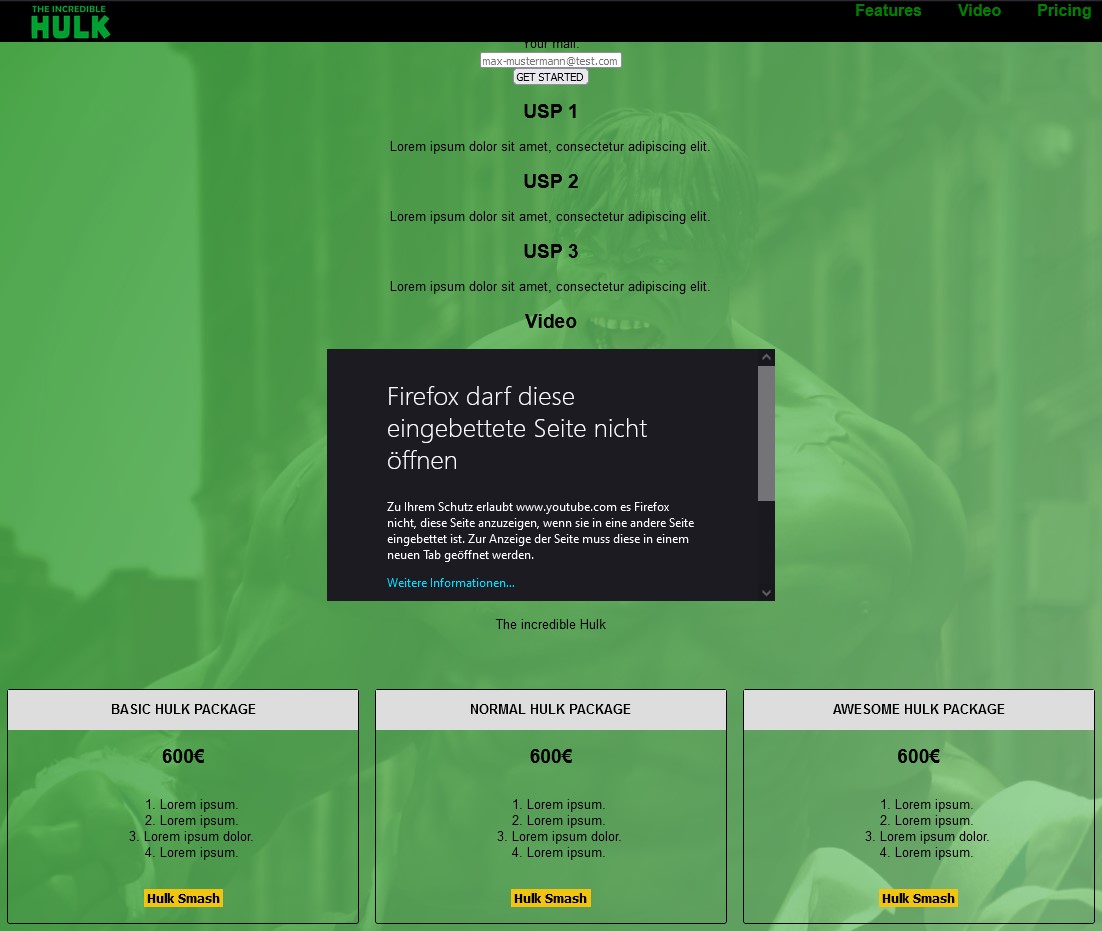 THE INCREDIBLE
HULK
Features Video Pricing
Your mail:
max-mustermann@test.com
GET STARTED
USP 1
Lorem ipsum dolor sit amet, consectetur adipiscing elit.
USP 2
Lorem ipsum dolor sit amet, consectetur adipiscing elit.
USP 3
Lorem ipsum dolor sit amet, consectetur adipiscing elit.
Video
Firefox darf diese
eingebettete Seite nicht
öffnen
Zu Ihrem Schutz erlaubt www.youtube.com es Firefox
nicht, diese Seite anzuzeigen, wenn sie in eine andere Seite
eingebettet ist. Zur Anzeige der Seite muss diese in einem
neuen Tab geöffnet werden.
Weitere Informationen...
The incredible Hulk
BASIC HULK PACKAGE
600€
1. Lorem ipsum.
2. Lorem ipsum.
3. Lorem ipsum dolor.
4. Lorem ipsum.
Hulk Smash
NORMAL HULK PACKAGE
600€
1. Lorem ipsum.
2. Lorem ipsum.
3. Lorem ipsum dolor.
4. Lorem ipsum.
Hulk Smash
AWESOME HULK PACKAGE
600€
1. Lorem ipsum.
2. Lorem ipsum.
3. Lorem ipsum dolor.
4. Lorem ipsum.
Hulk Smash